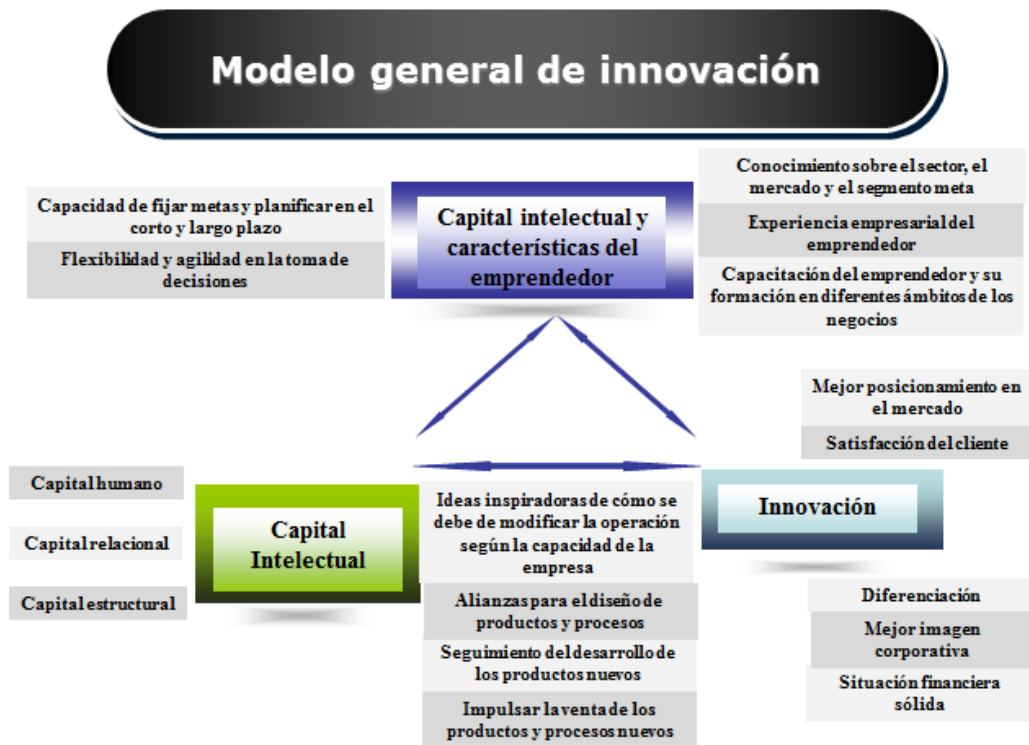 Modelo general de innovación
Capacidad de fijar metas y planificar en el
corto y largo plazo
Flexibilidad y agilidad en la toma de
decisiones
Capital intelectual y
características del
emprendedor
Conocimiento sobre el sector, el
mercado y el segmento meta
Experiencia empresarial del
emprendedor
Capacitación del emprendedor y su
formación en diferentes ámbitos de los
negocios
Mejor posicionamiento en
el mercado
Satisfacción del cliente
Capital humano
Capital relacional
Capital estructural
Capital
Intelectual
Ideas inspiradoras de cómo se
debe de modificar la operación
según la capacidad de la
empresa
Alianzas para el diseño de
productos y procesos
Seguimiento del desarrollo de
los productos nuevos
Impulsar la venta de los
productos y procesos nuevos
Innovación
Diferenciación
Mejor imagen
corporativa
Situación financiera
sólida